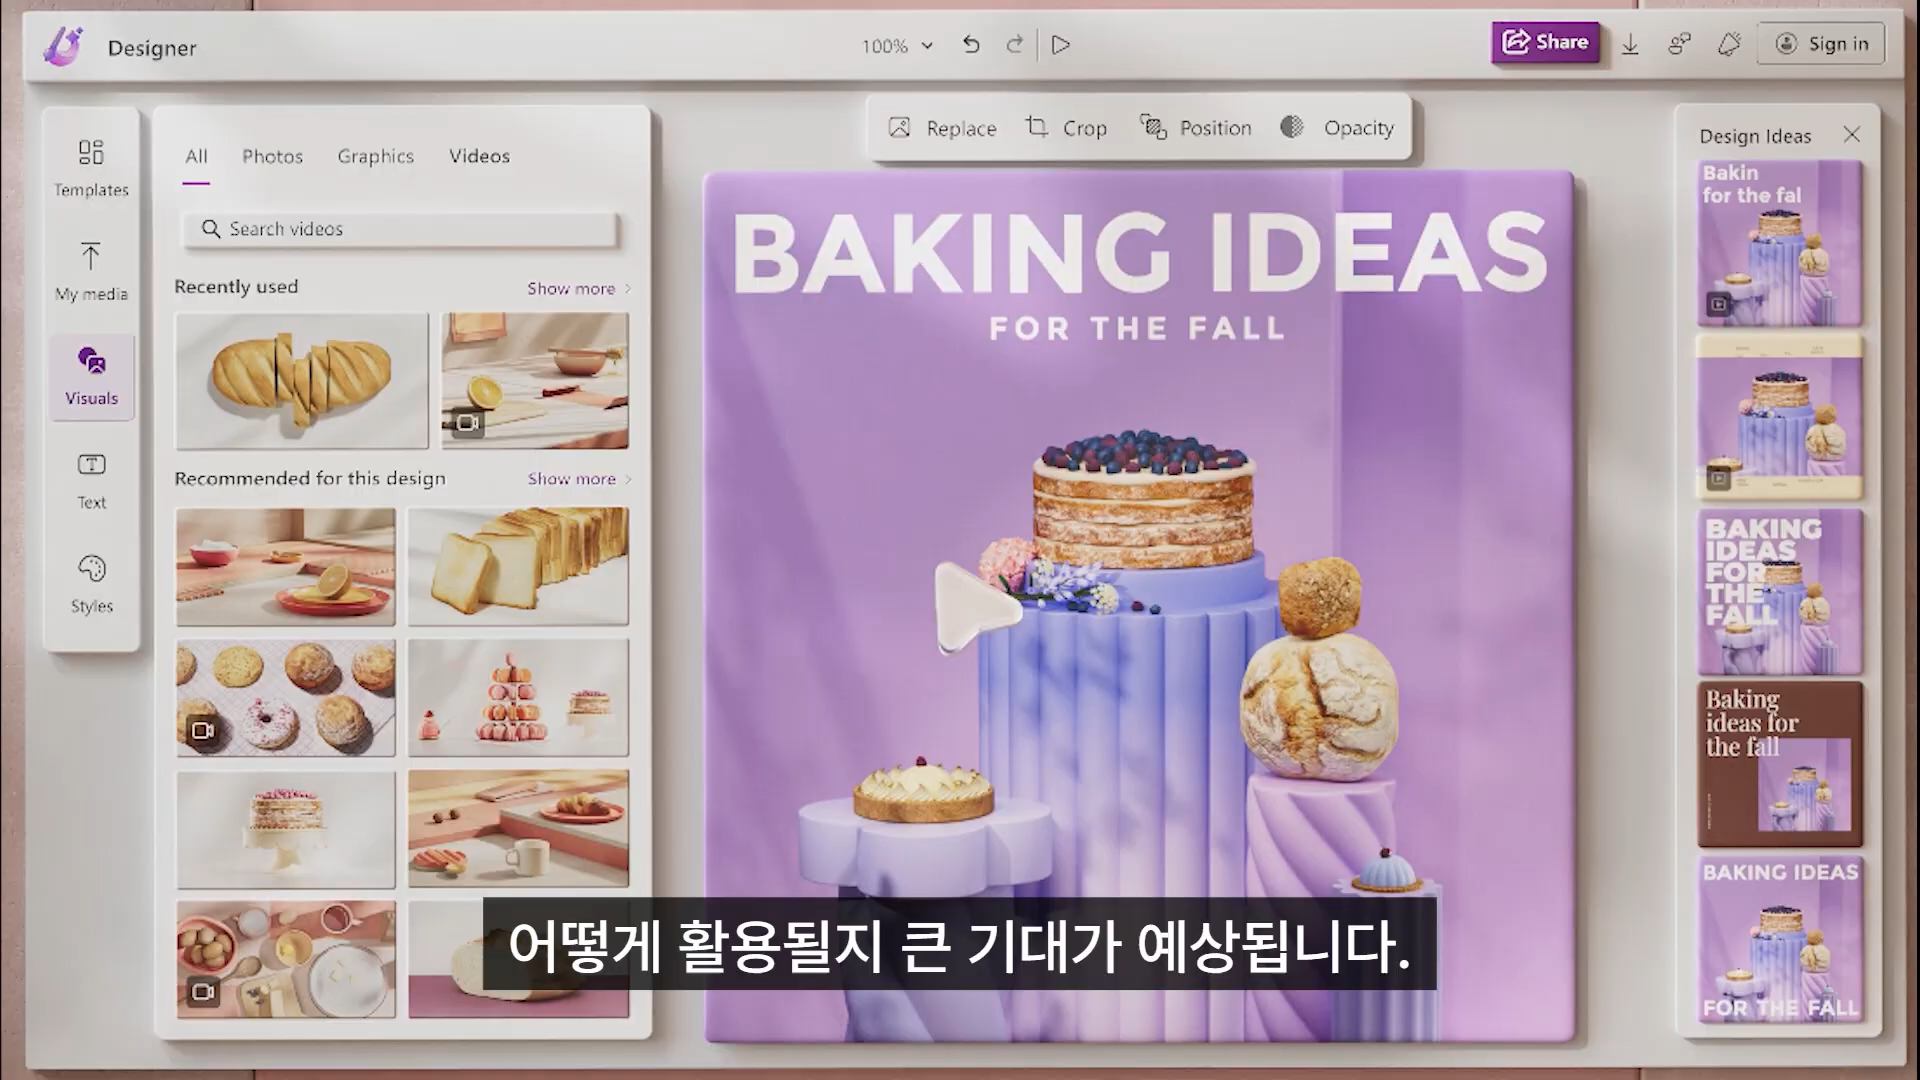 Designer
100%
Share
Sign in
Templates
My media
Visuals
Text
Styles
All Photos Graphics Videos
Search videos
Recently used
Show more
Recommended for this design
Show more
Replace Crop Position Opacity
BAKING IDEAS
FOR THE FALL
Design Ideas
Bakin
for the fal
BAKING
IDEAS
FOR
THE
FALL
Baking
ideas for
the fall
BAKING IDEAS
FOR THE FALL
어떻게 활용될지 큰 기대가 예상됩니다.